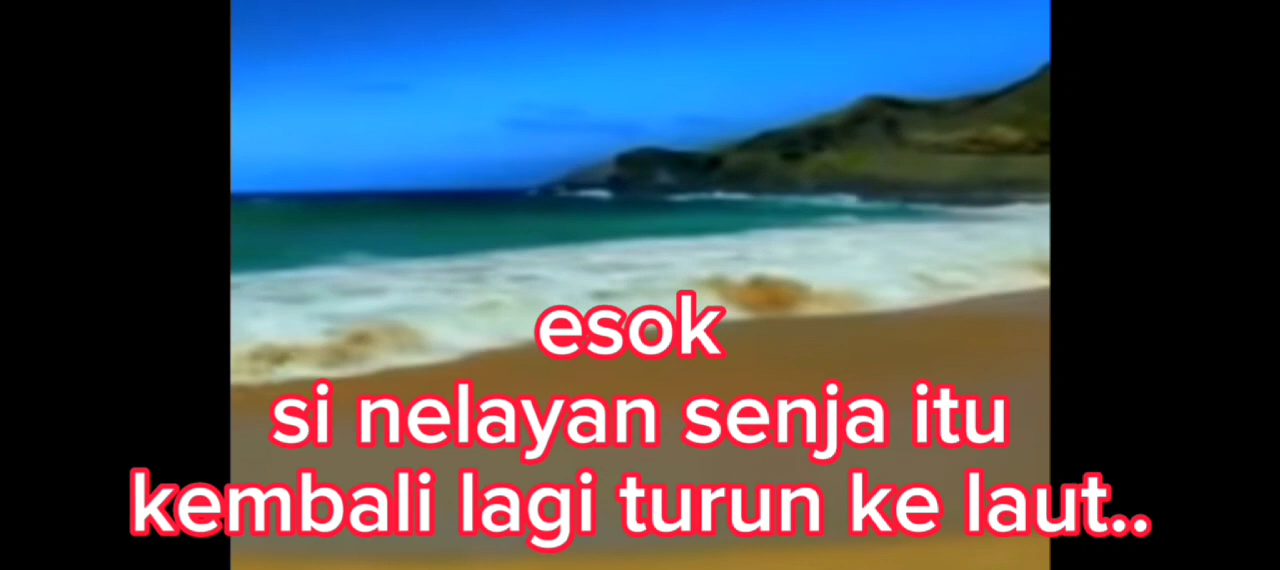 esok
si nelayan senja itu
kembali lagi turun ke laut..